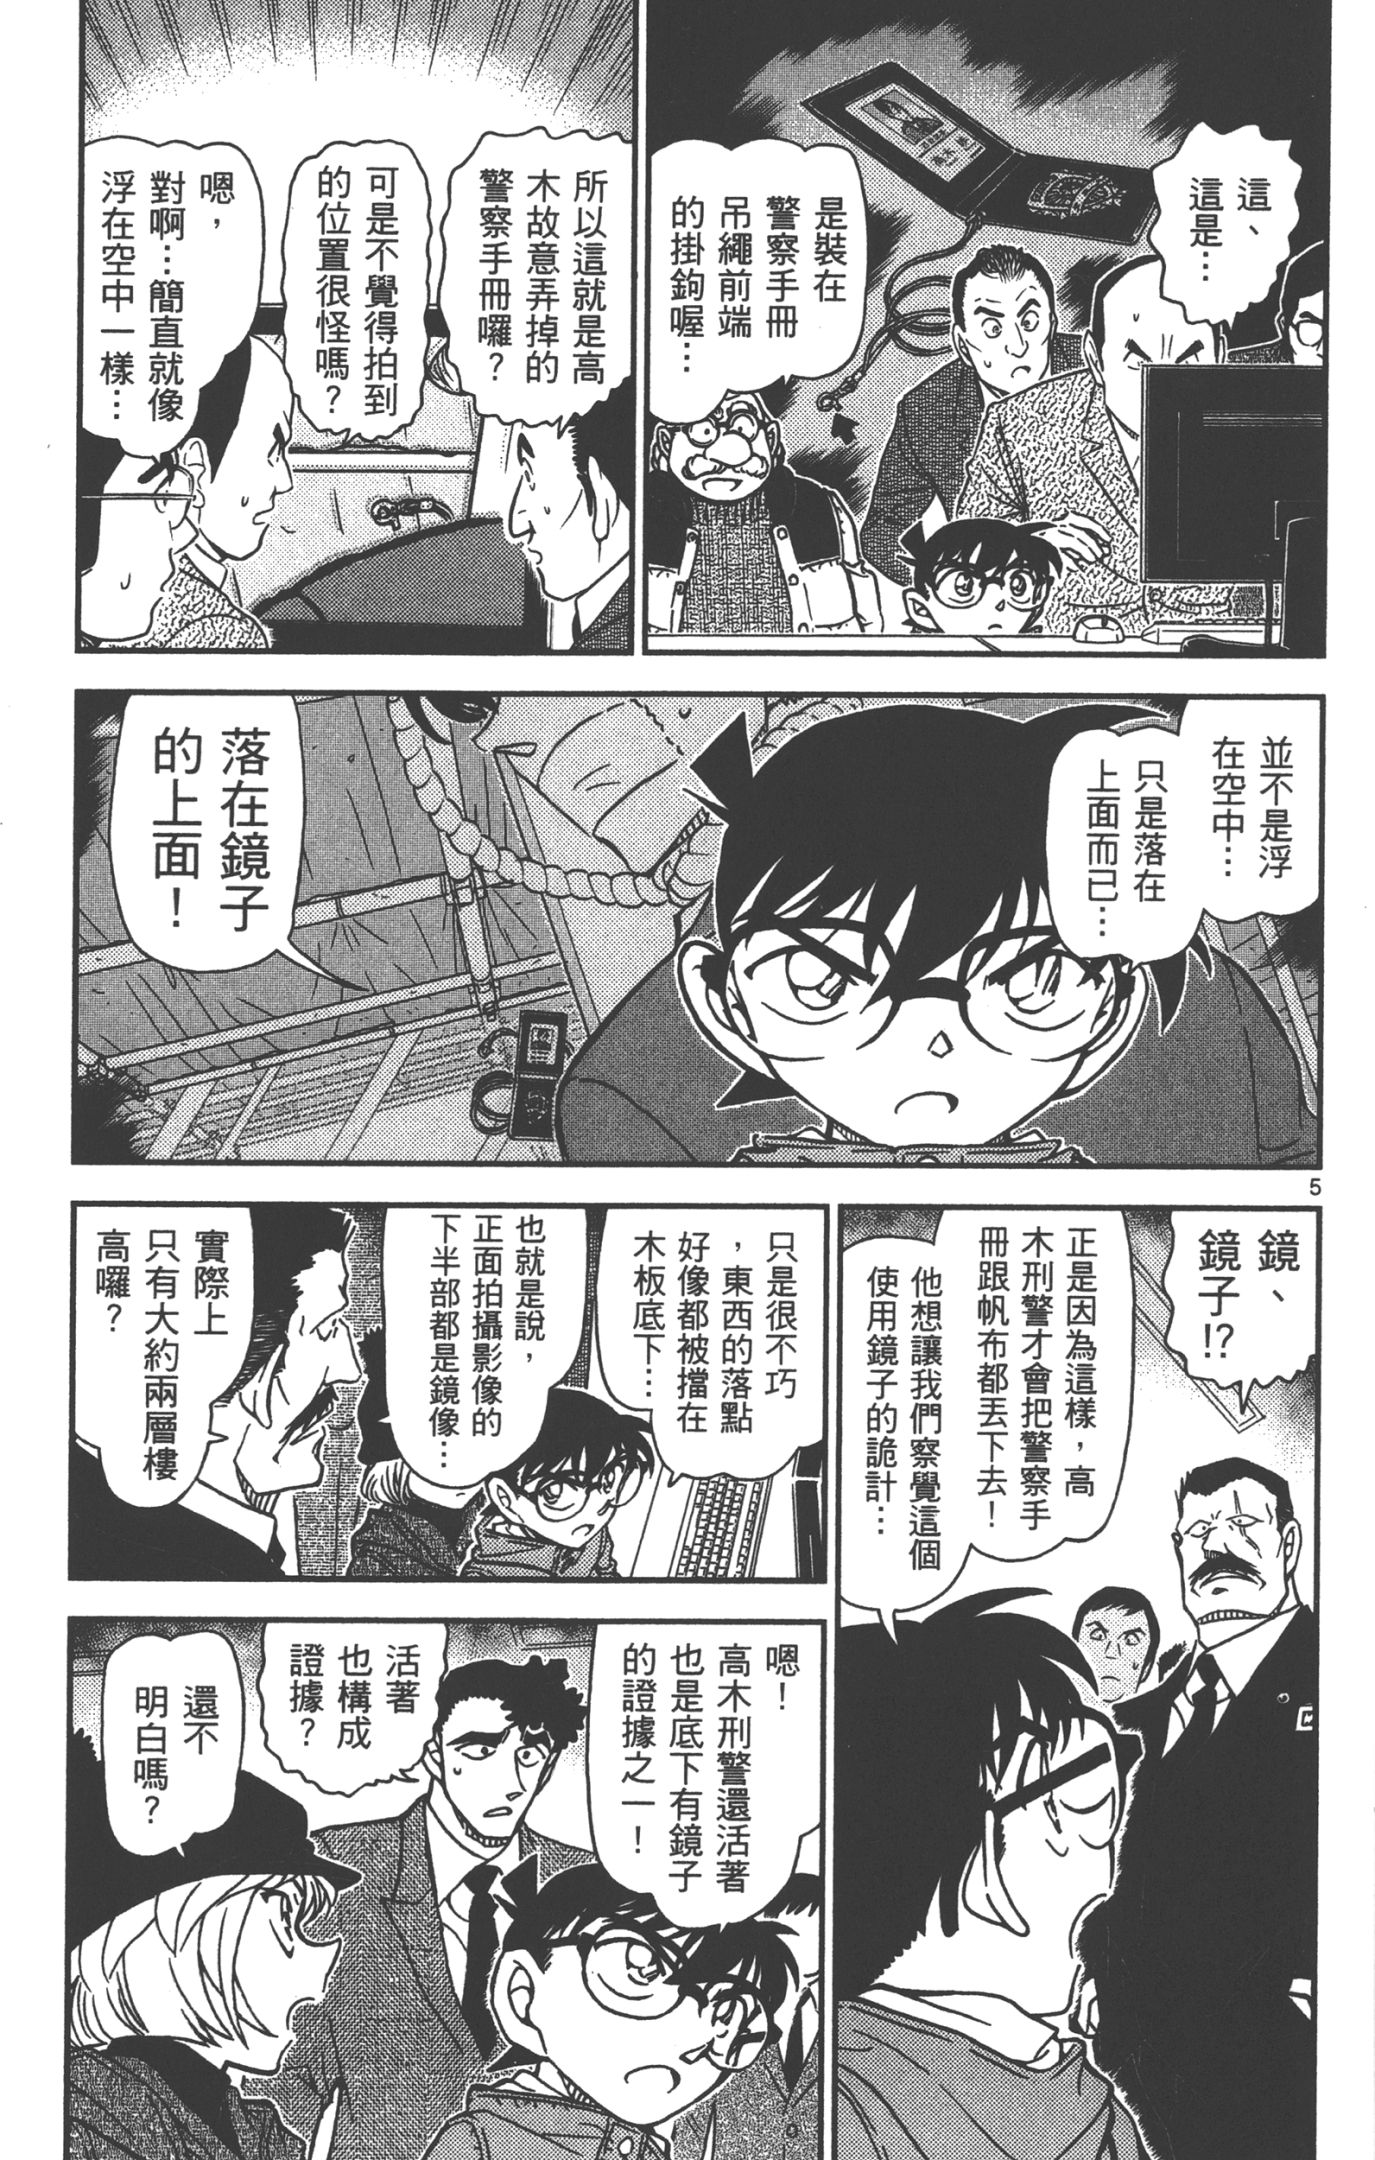 這、
這是…
是裝在
警察手冊
吊繩前端
的掛鉤喔…
所以這就是高
木故意弄掉的
警察手冊囉？
可是不覺得拍到
的位置很怪嗎？
嗯，
對啊…簡直就像
浮在空中一樣…
並不是浮
在空中…
只是落在
上面而已…
落在鏡子
的上面！
5
鏡、
鏡子!?
正是因為這樣，高
木刑警才會把警察手
冊跟帆布都丟下去！
他想讓我們察覺這個
使用鏡子的詭計…
只是很不巧
，東西的落點
好像都被擋在
木板底下…
也就是說，
正面拍攝影像的
下半部都是鏡像…
實際上
只有大約兩層樓
高囉？
嗯！
高木刑警還活著
也是底下有鏡子
的證據之一！
活著
也構成
證據？
還不
明白嗎？